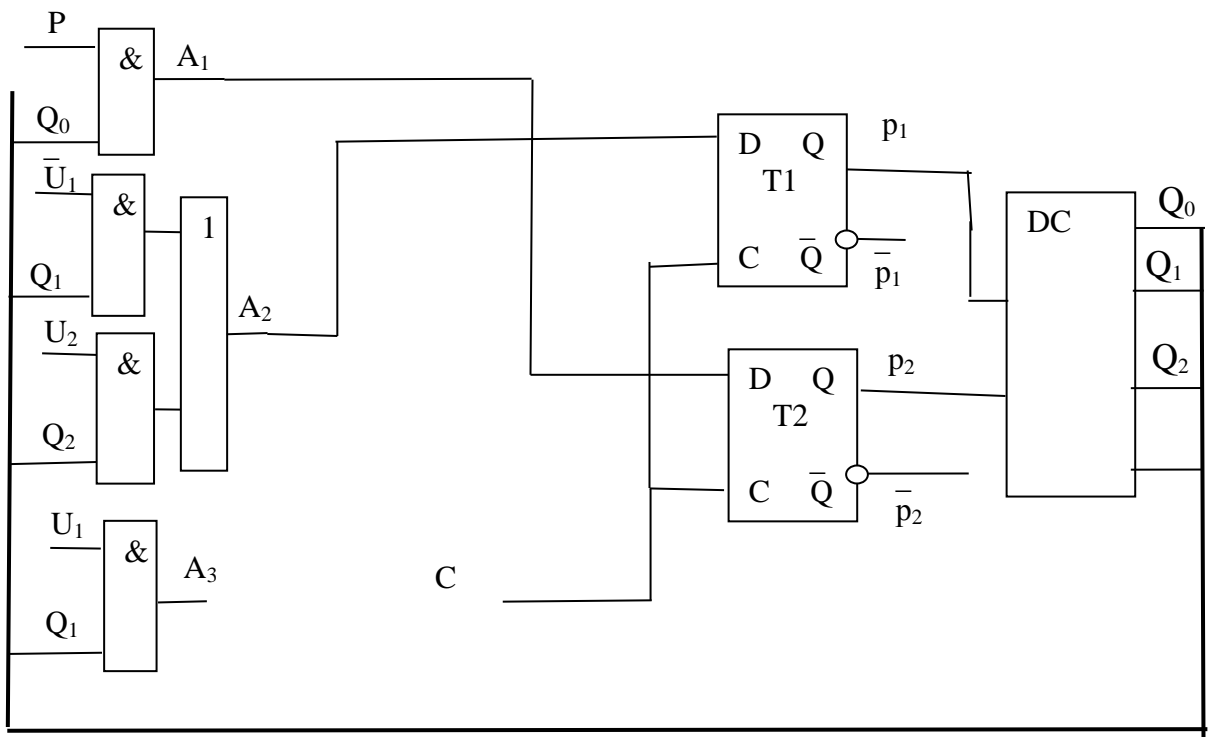 P
&
A₁
Q₀
U̅₁
&
Q₁
1
A₂
U₂
&
Q₂
U₁
&
A₃
Q₁
C
D Q
T1
C Q̅
p₁
p̅₁
D Q
T2
C Q̅
p₂
p̅₂
DC
Q₀
Q₁
Q₂